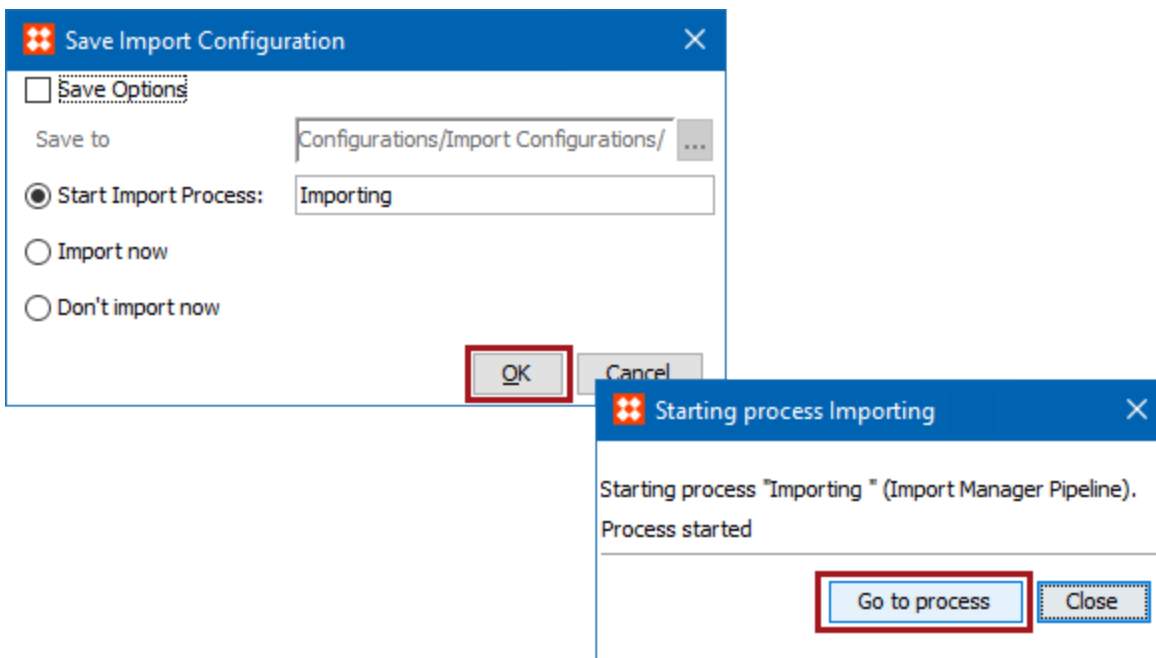 Save Import Configuration
Save Options
Save to Configurations/Import Configurations/ ...
Start Import Process: Importing
Import now
Don't import now
OK Cancel
Starting process Importing
Starting process "Importing " (Import Manager Pipeline).
Process started
Go to process Close